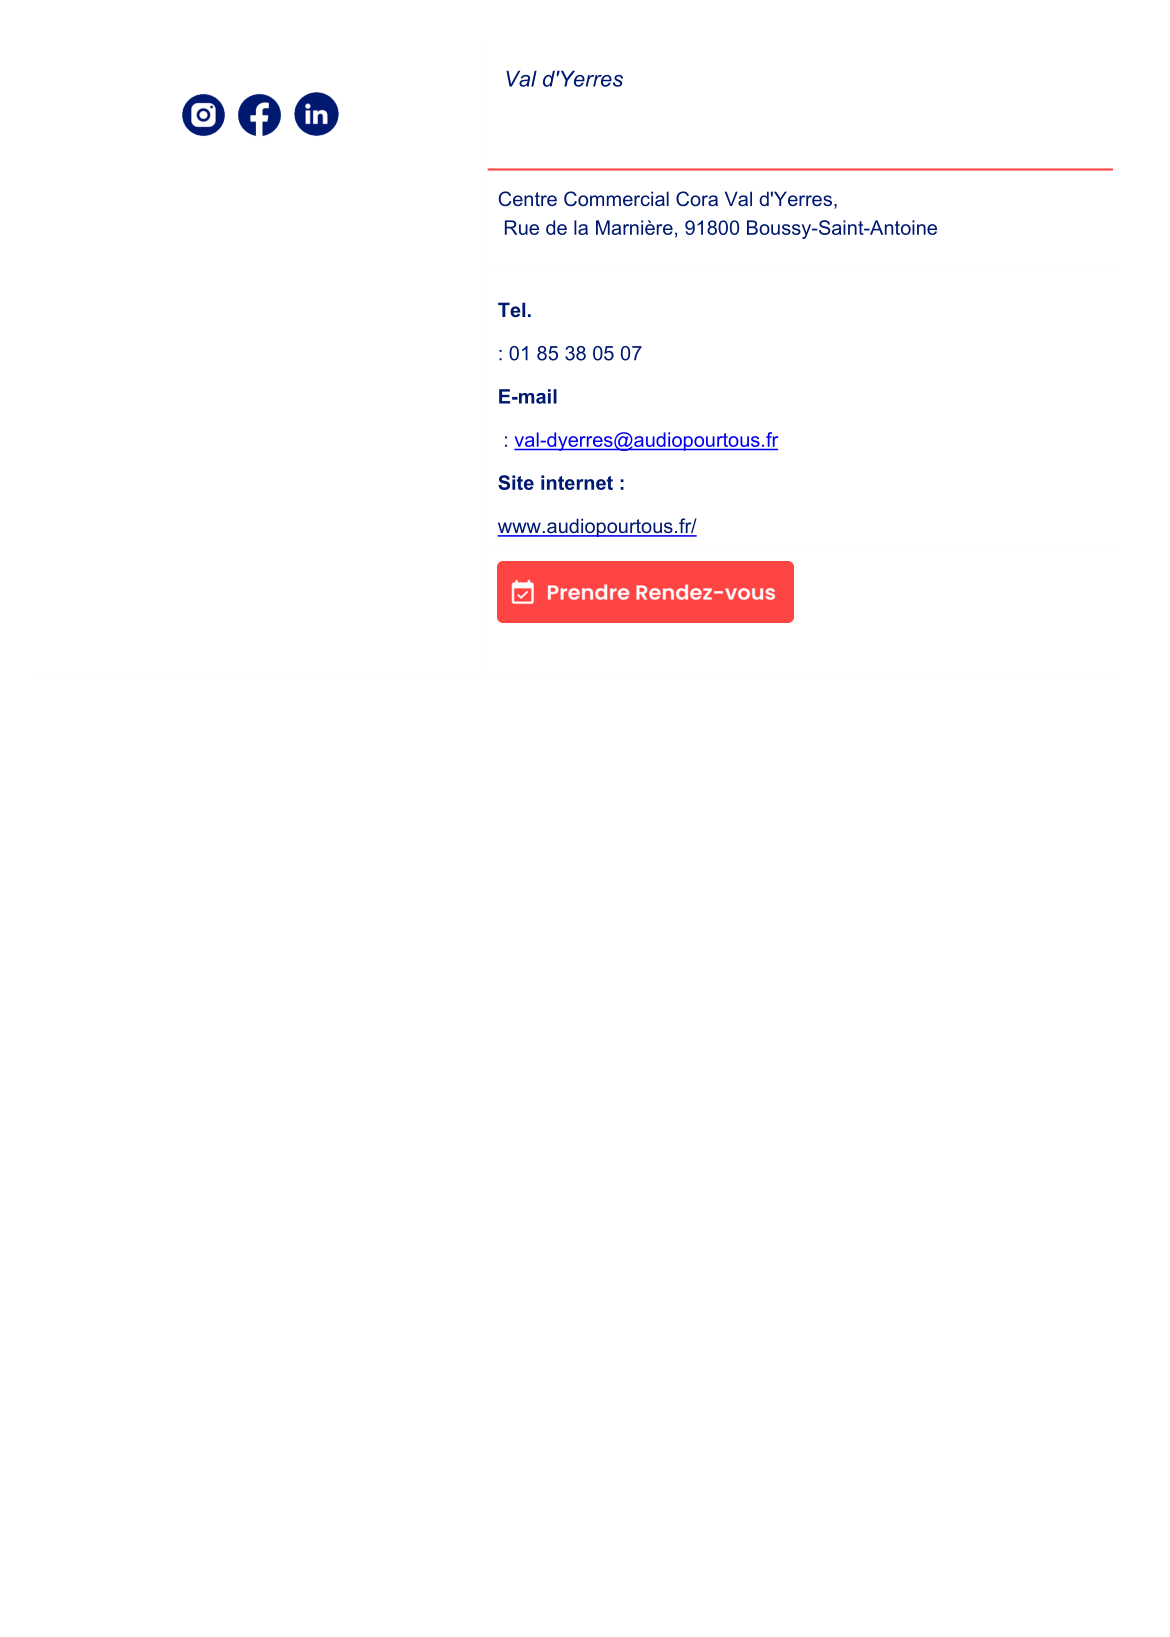 Val d'Yerres
Centre Commercial Cora Val d'Yerres,
Rue de la Marnière, 91800 Boussy-Saint-Antoine
Tel.
: 01 85 38 05 07
E-mail
: val-dyerres@audiopourtous.fr
Site internet :
www.audiopourtous.fr/
Prendre Rendez-vous